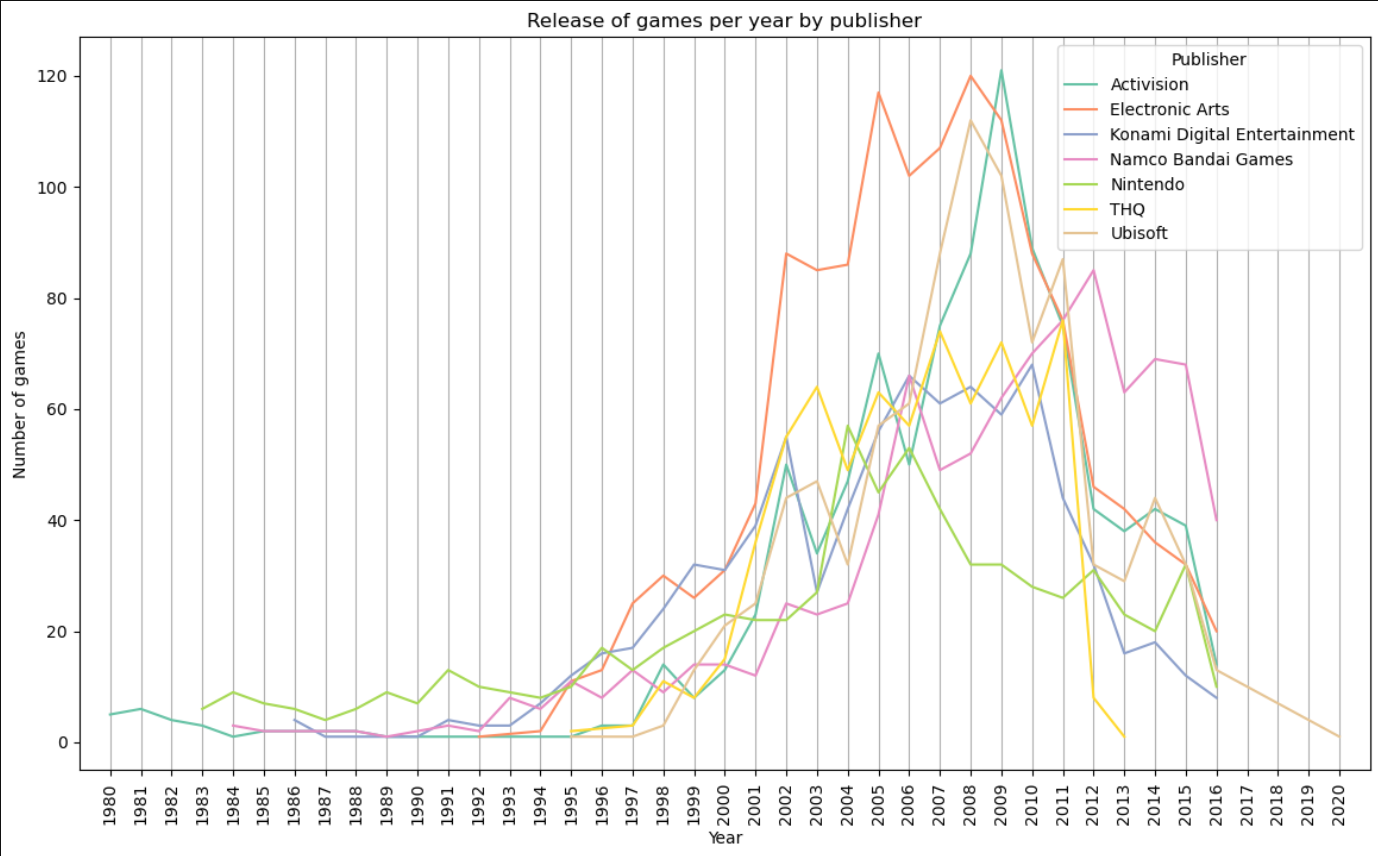 Release of games per year by publisher
Publisher
Activision
Electronic Arts
Konami Digital Entertainment
Namco Bandai Games
Nintendo
THQ
Ubisoft
Number of games
120
100
80
60
40
20
0
1980 1981 1982 1983 1984 1985 1986 1987 1988 1989 1990 1991 1992 1993 1994 1995 1996 1997 1998 1999 2000 2001 2002 2003 2004 2005 2006 2007 2008 2009 2010 2011 2012 2013 2014 2015 2016 2017 2018 2019 2020
Year